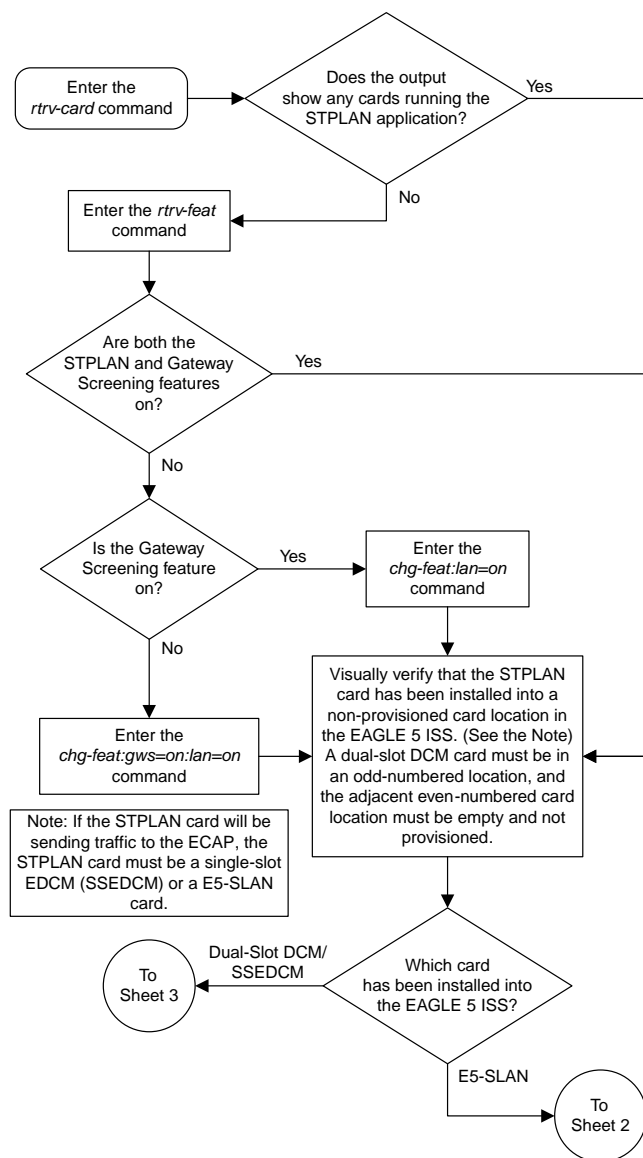 Enter the
rtrv-card command
Does the output
show any cards running the
STPLAN application?
Yes
No
Enter the rtrv-feat
command
Are both the
STPLAN and Gateway
Screening features
on?
Yes
No
Is the Gateway
Screening feature
on?
Yes
Enter the
chg-feat:lan=on
command
No
Enter the
chg-feat:gws=on:lan=on
command
Visually verify that the STPLAN
card has been installed into a
non-provisioned card location in
the EAGLE 5 ISS. (See the Note)
A dual-slot DCM card must be in
an odd-numbered location, and
the adjacent even-numbered card
location must be empty and not
provisioned.
Note: If the STPLAN card will be
sending traffic to the ECAP, the
STPLAN card must be a single-slot
EDCM (SSEDCM) or a E5-SLAN
card.
Which card
has been installed into
the EAGLE 5 ISS?
Dual-Slot DCM/
SSEDCM
To
Sheet 3
E5-SLAN
To
Sheet 2